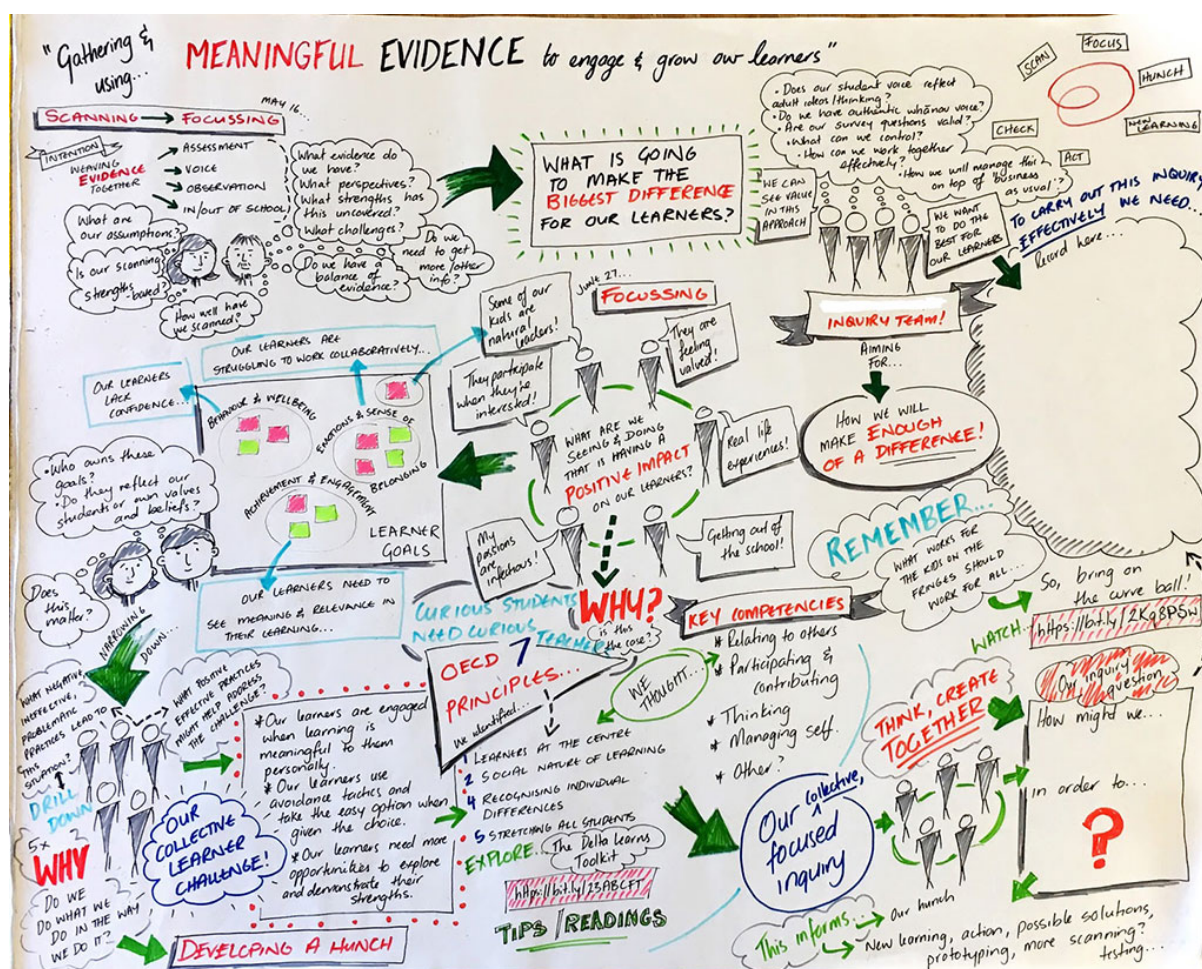 "Gathering &
using...
MEANINGFUL EVIDENCE to engage & grow our learners"
MAY 16...
SCANNING → FOCUSSING
INTENTION
WEAVING
EVIDENCE
TOGETHER
ASSESSMENT
VOICE
OBSERVATION
IN/OUT OF SCHOOL
What are
our assumptions?
Is our scanning
strengths-based?
How well have
we scanned?
What evidence do
we have?
What perspectives?
What strengths has
this uncovered?
What challenges?
Do we have a
balance of
evidence?
Do we
need to get
more/other
info?
WHAT IS GOING
TO MAKE THE
BIGGEST DIFFERENCE
FOR OUR LEARNERS?
• Does our student voice reflect
adult ideas/thinking?
• Do we have authentic whānau voice?
• Are our survey questions valid?
• What can we control?
• How can we work together
effectively?
• How we will manage this
on top of business
as usual?
WE CAN
SEE VALUE
IN THIS
APPROACH
WE WANT
TO DO THE
BEST FOR
OUR LEARNERS
SCAN
FOCUS
HUNCH
NEW LEARNING
ACT
CHECK
TO CARRY OUT THIS INQUIRY
EFFECTIVELY WE NEED...
Record here...
INQUIRY TEAM!
AIMING
FOR...
HOW WE WILL
MAKE ENOUGH
OF A DIFFERENCE!
JUNE 27...
FOCUSSING
Some of our
kids are
natural
leaders!
They are
feeling
valued!
They participate
when they're
interested!
Real life
experiences!
My
passions
are
infectious!
Getting out of
the school!
WHAT ARE WE
SEEING & DOING
THAT IS HAVING A
POSITIVE IMPACT
ON OUR LEARNERS?
WHY?
is this
the case?
OUR LEARNERS ARE
STRUGGLING TO WORK COLLABORATIVELY...
OUR LEARNERS
LACK
CONFIDENCE...
BEHAVIOUR & WELLBEING
EMOTIONS & SENSE OF
BELONGING
ACHIEVEMENT & ENGAGEMENT
LEARNER
GOALS
OUR LEARNERS NEED TO
SEE MEANING & RELEVANCE IN
THEIR LEARNING...
• Who owns these
goals?
• Do they reflect our
students or own values
and beliefs?
Does
this
matter?
NARROWING
DOWN...
WHAT NEGATIVE,
INEFFECTIVE,
PROBLEMATIC
PRACTICES LEAD TO
THIS
SITUATION?
WHAT POSITIVE
EFFECTIVE PRACTICES
MIGHT HELP ADDRESS
THE CHALLENGE?
DRILL
DOWN
5x
WHY
DO WE
DO WHAT WE
DO IN THE WAY
WE DO IT?
OUR
COLLECTIVE
LEARNER
CHALLENGE!
* Our learners are engaged
when learning is
meaningful to them
personally.
* Our learners use
avoidance tactics and
take the easy option when
given the choice.
* Our learners need more
opportunities to explore
and demonstrate their
strengths.
DEVELOPING A HUNCH
CURIOUS STUDENTS
NEED CURIOUS TEACHERS
OECD 7
PRINCIPLES...
We identified...
1 LEARNERS AT THE CENTRE
2 SOCIAL NATURE OF LEARNING
4 RECOGNISING INDIVIDUAL
DIFFERENCES
5 STRETCHING ALL STUDENTS
EXPLORE...
The Delta Learns
Toolkit
https://bit.ly/23ABCFT
TIPS/READINGS
WE
THOUGHT...
KEY COMPETENCIES
* Relating to others
* Participating &
contributing
* Thinking
* Managing Self.
* Other?
REMEMBER...
WHAT WORKS FOR
THE KIDS ON THE
FRINGES SHOULD
WORK FOR ALL...
So, bring on
the curve ball!
WATCH...
THINK, CREATE
TOGETHER
Our collective,
focused
inquiry
Our inquiry
question
How might we...
in order to...
?
This informs...
Our hunch
New learning, action, possible solutions,
prototyping, more scanning?
testing...